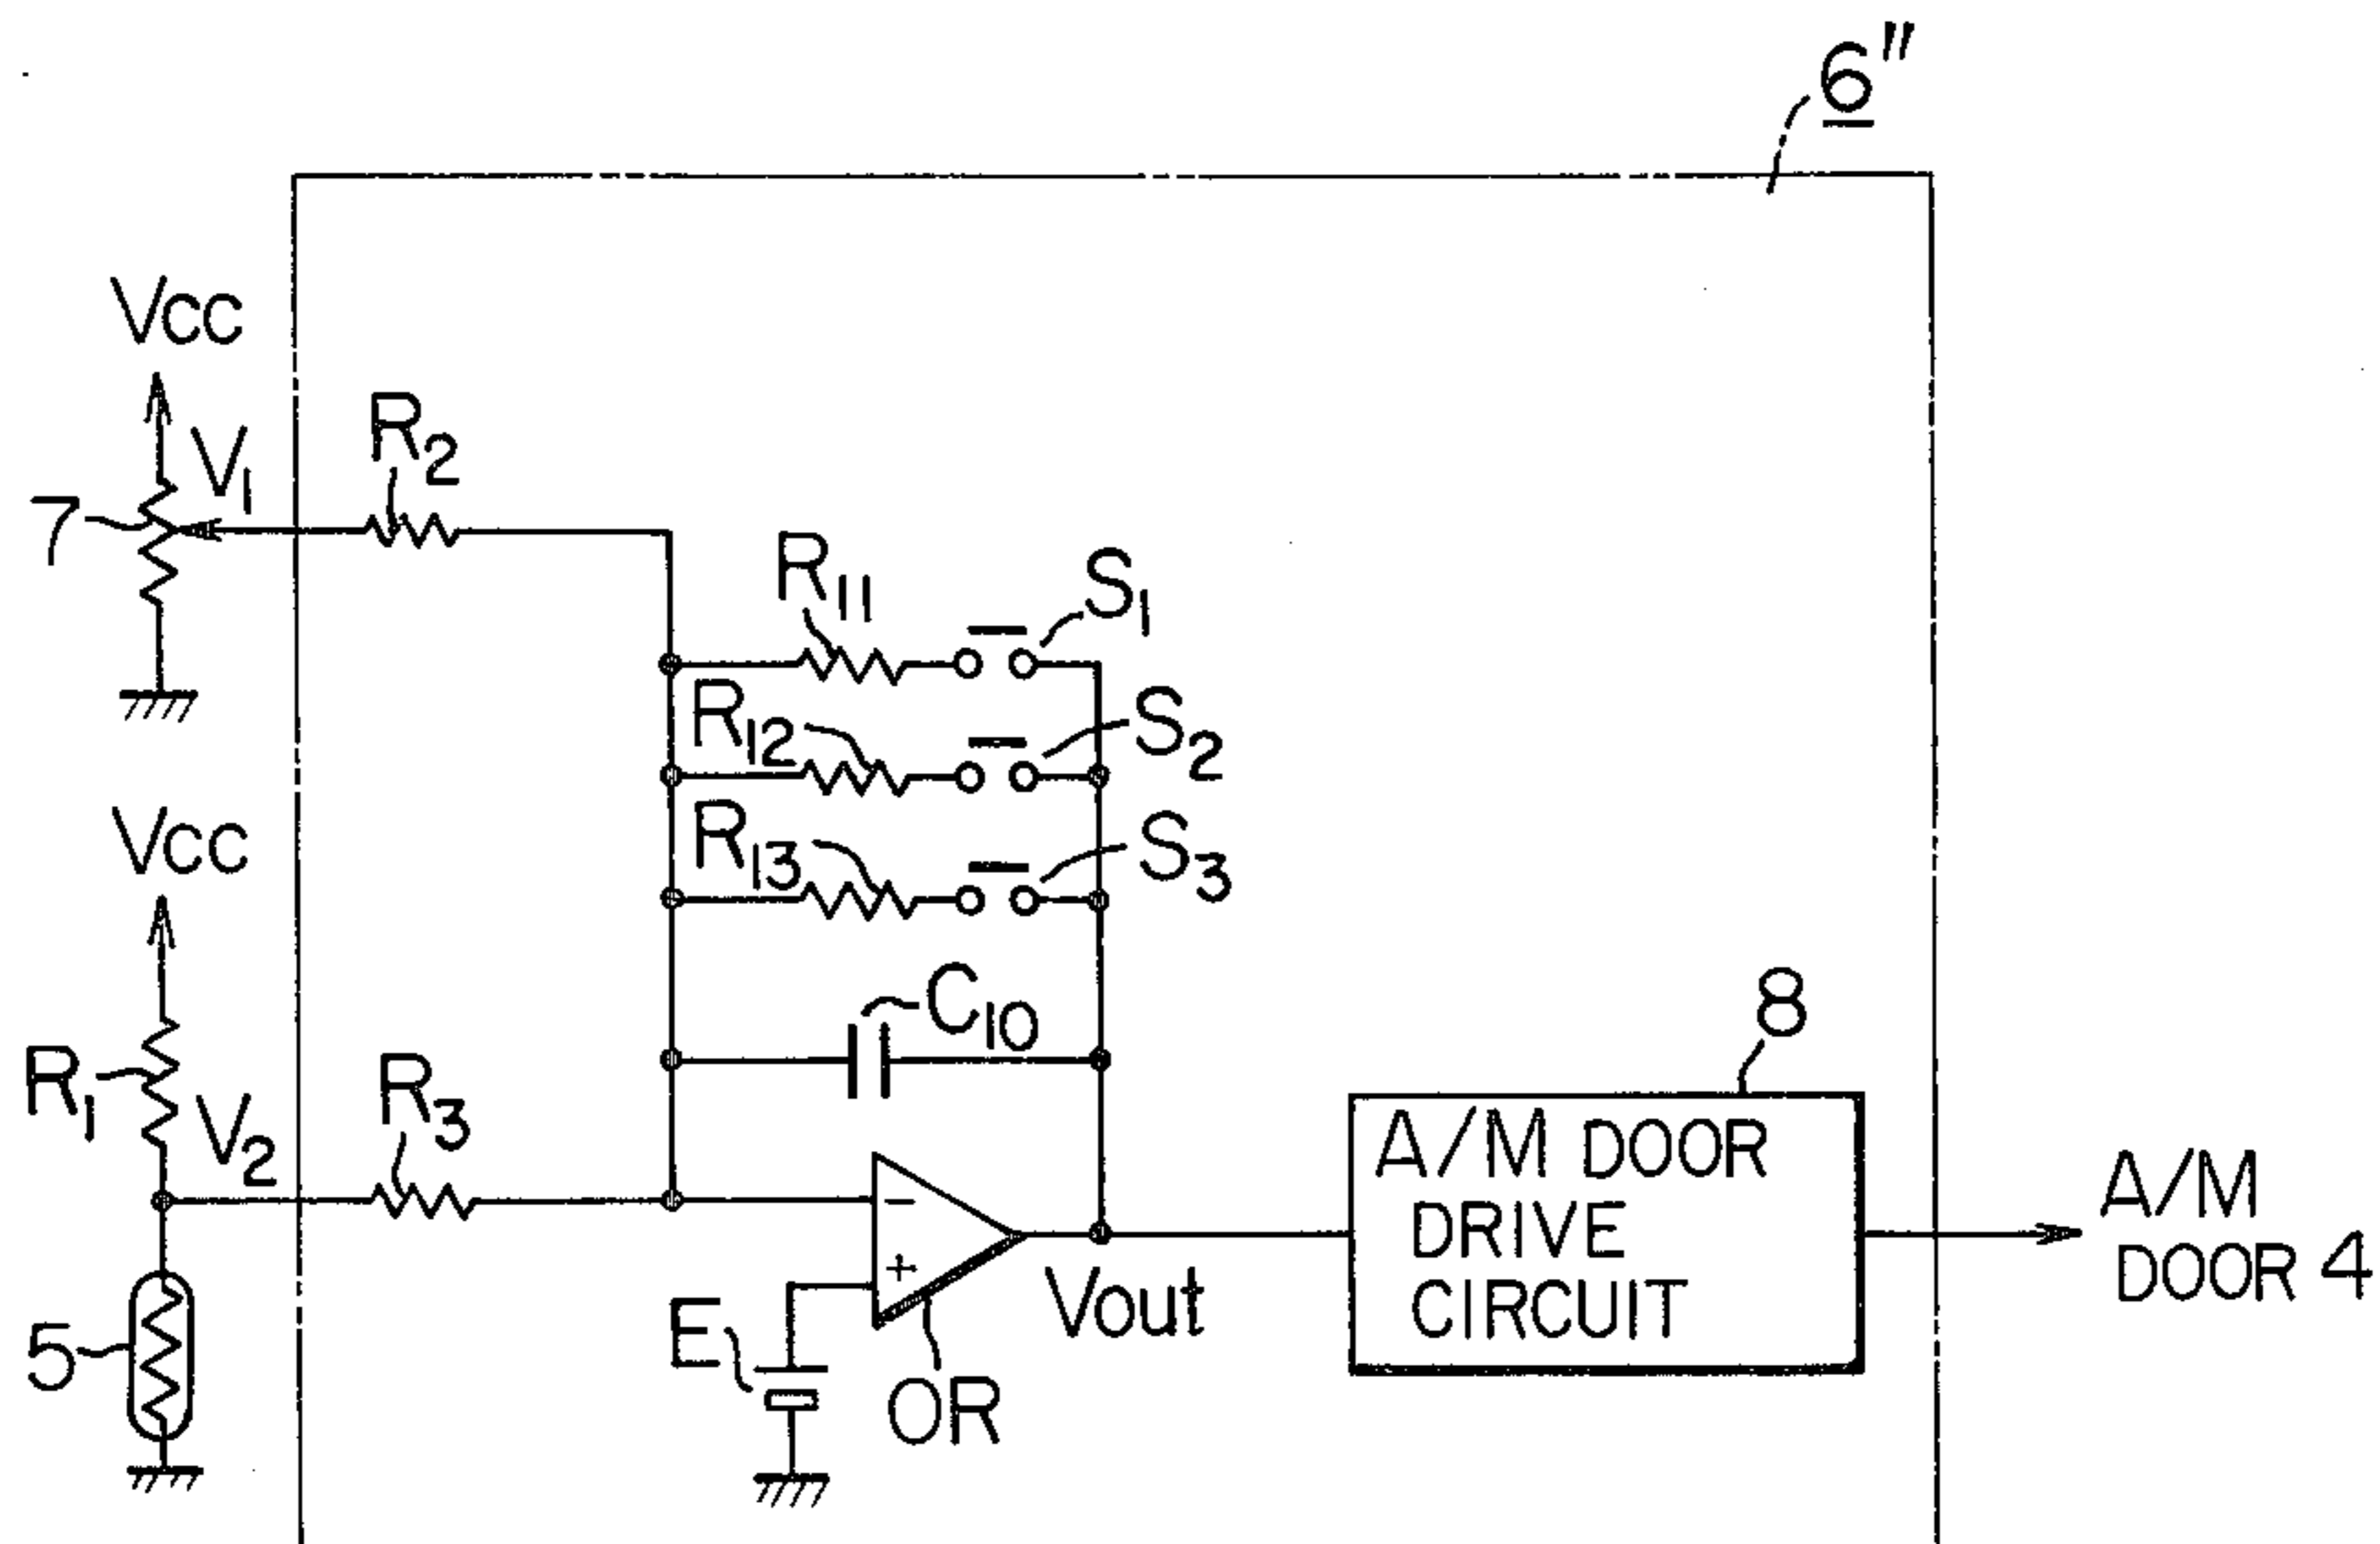 6"
Vcc
V1
R2
7
R11
S1
R12
S2
R13
S3
Vcc
C10
8
R1
V2
R3
A/M DOOR
DRIVE
CIRCUIT
A/M
DOOR 4
−
+
Vout
E
OR
5